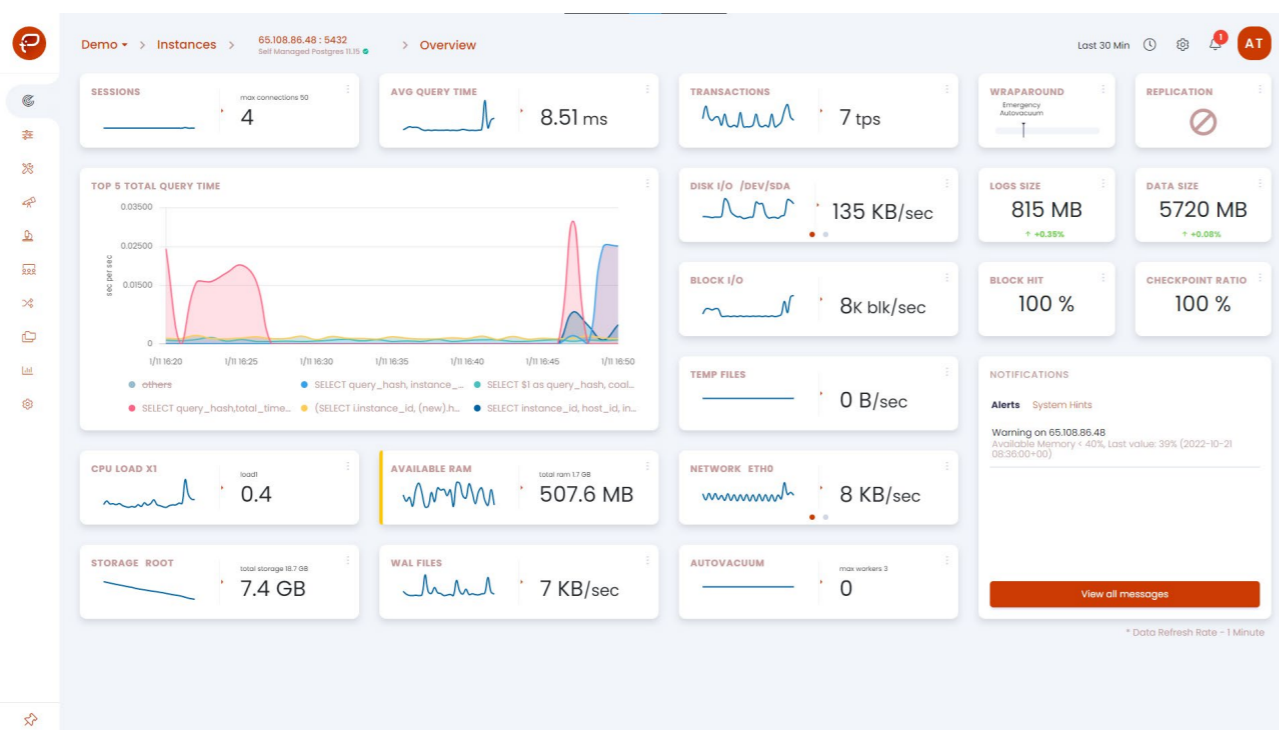 Demo > Instances > 65.108.86.48 : 5432 > Overview
Self Managed Postgres 11.15
Last 30 Min
1
AT
SESSIONS
max connections 50
4
AVG QUERY TIME
8.51 ms
TRANSACTIONS
7 tps
WRAPAROUND
Emergency
Autovacuum
REPLICATION
TOP 5 TOTAL QUERY TIME
0.03500
0.02500
0.01500
0
sec per sec
1/11 16:20
1/11 16:25
1/11 16:30
1/11 16:35
1/11 16:40
1/11 16:45
1/11 16:50
others
SELECT query_hash, instance_...
SELECT $1 as query_hash, coal...
SELECT query_hash,total_time...
(SELECT i.instance_id, (new).h...
SELECT instance_id, host_id, in...
DISK I/O /DEV/SDA
135 KB/sec
LOGS SIZE
815 MB
↑ +0.35%
DATA SIZE
5720 MB
↑ +0.08%
BLOCK I/O
8K blk/sec
BLOCK HIT
100 %
CHECKPOINT RATIO
100 %
TEMP FILES
0 B/sec
NOTIFICATIONS
Alerts System Hints
Warning on 65.108.86.48
Available Memory < 40%, Last value: 39% (2022-10-21
08:36:00+00)
CPU LOAD X1
load1
0.4
AVAILABLE RAM
total ram 1.7 GB
507.6 MB
NETWORK ETH0
8 KB/sec
STORAGE ROOT
total storage 18.7 GB
7.4 GB
WAL FILES
7 KB/sec
AUTOVACUUM
max workers 3
0
View all messages
* Data Refresh Rate - 1 Minute